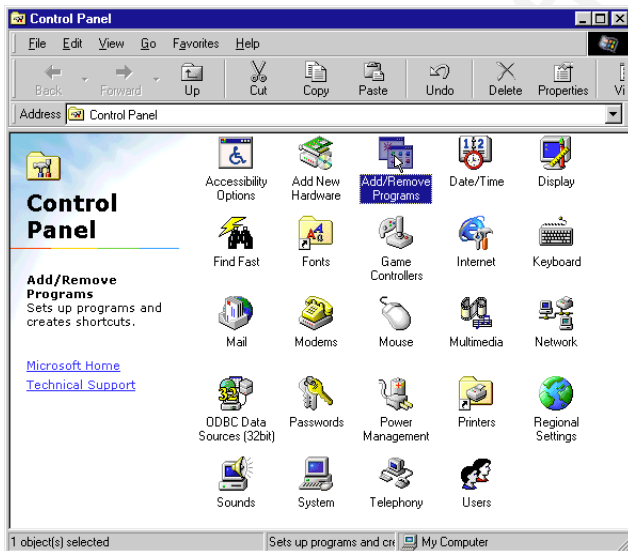 Control Panel
File Edit View Go Favorites Help
Back Forward Up Cut Copy Paste Undo Delete Properties Vi
Address Control Panel
Control
Panel
Add/Remove
Programs
Sets up programs and
creates shortcuts.
Microsoft Home
Technical Support
Accessibility
Options
Add New
Hardware
Add/Remove
Programs
Date/Time
Display
Find Fast
Fonts
Game
Controllers
Internet
Keyboard
Mail
Modems
Mouse
Multimedia
Network
ODBC Data
Sources (32bit)
Passwords
Power
Management
Printers
Regional
Settings
Sounds
System
Telephony
Users
1 object(s) selected
Sets up programs and cre
My Computer